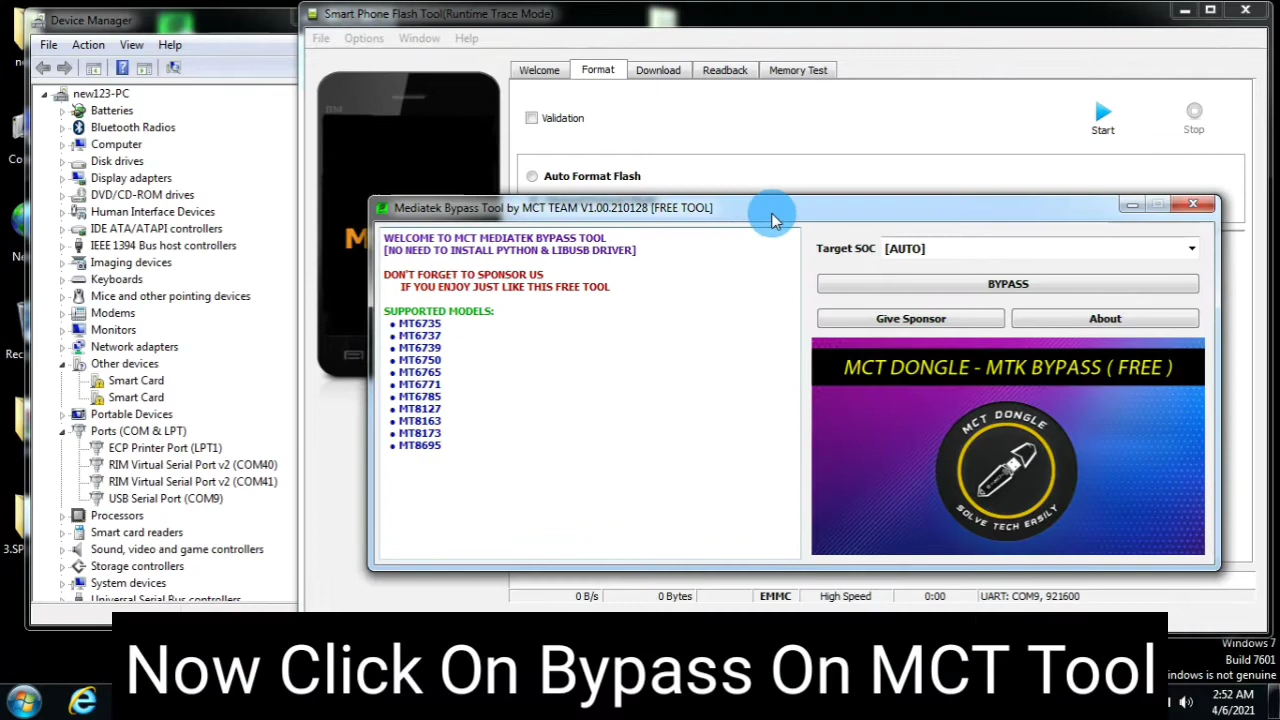 Device Manager
File Action View Help
new123-PC
Batteries
Bluetooth Radios
Computer
Disk drives
Display adapters
DVD/CD-ROM drives
Human Interface Devices
IDE ATA/ATAPI controllers
IEEE 1394 Bus host controllers
Imaging devices
Keyboards
Mice and other pointing devices
Modems
Monitors
Network adapters
Other devices
Smart Card
Smart Card
Portable Devices
Ports (COM & LPT)
ECP Printer Port (LPT1)
RIM Virtual Serial Port v2 (COM40)
RIM Virtual Serial Port v2 (COM41)
USB Serial Port (COM9)
Processors
Smart card readers
Sound, video and game controllers
Storage controllers
System devices
Universal Serial Bus controllers
Smart Phone Flash Tool(Runtime Trace Mode)
File Options Window Help
Welcome Format Download Readback Memory Test
BM
Validation
Start
Stop
Auto Format Flash
M
Mediatek Bypass Tool by MCT TEAM V1.00.210128 [FREE TOOL]
WELCOME TO MCT MEDIATEK BYPASS TOOL
[NO NEED TO INSTALL PYTHON & LIBUSB DRIVER]
DON'T FORGET TO SPONSOR US
IF YOU ENJOY JUST LIKE THIS FREE TOOL
SUPPORTED MODELS:
• MT6735
• MT6737
• MT6739
• MT6750
• MT6765
• MT6771
• MT6785
• MT8127
• MT8163
• MT8173
• MT8695
Target SOC [AUTO]
BYPASS
Give Sponsor About
MCT DONGLE - MTK BYPASS ( FREE )
MCT DONGLE
SOLVE TECH EASILY
0 B/s 0 Bytes EMMC High Speed 0:00 UART: COM9, 921600
Now Click On Bypass On MCT Tool
Windows 7
Build 7601
indows is not genuine
2:52 AM
4/6/2021